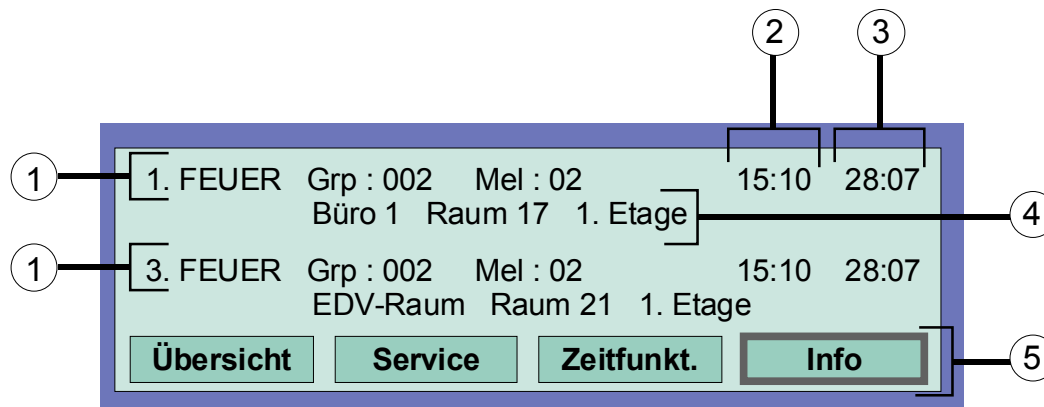 2 3
1 1. FEUER Grp : 002 Mel : 02 15:10 28:07
Büro 1 Raum 17 1. Etage 4
1 3. FEUER Grp : 002 Mel : 02 15:10 28:07
EDV-Raum Raum 21 1. Etage
Übersicht Service Zeitfunkt. Info 5